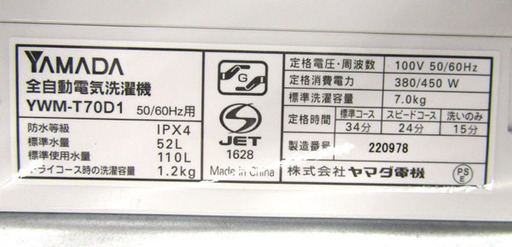 YAMADA
全自動電気洗濯機
YWM-T70D1 50/60Hz用
防水等級 IPX4
標準水量 52L
標準使用水量 110L
ドライコース時の洗濯容量 1.2kg
G
S
JET
1628
Made in China
定格電圧・周波数 100V 50/60Hz
定格消費電力 380/450 W
標準洗濯容量 7.0kg
定格時間 標準コース スピードコース 洗いのみ
34分 24分 15分
製造番号 220978
株式会社 ヤマダ電機
PS
E